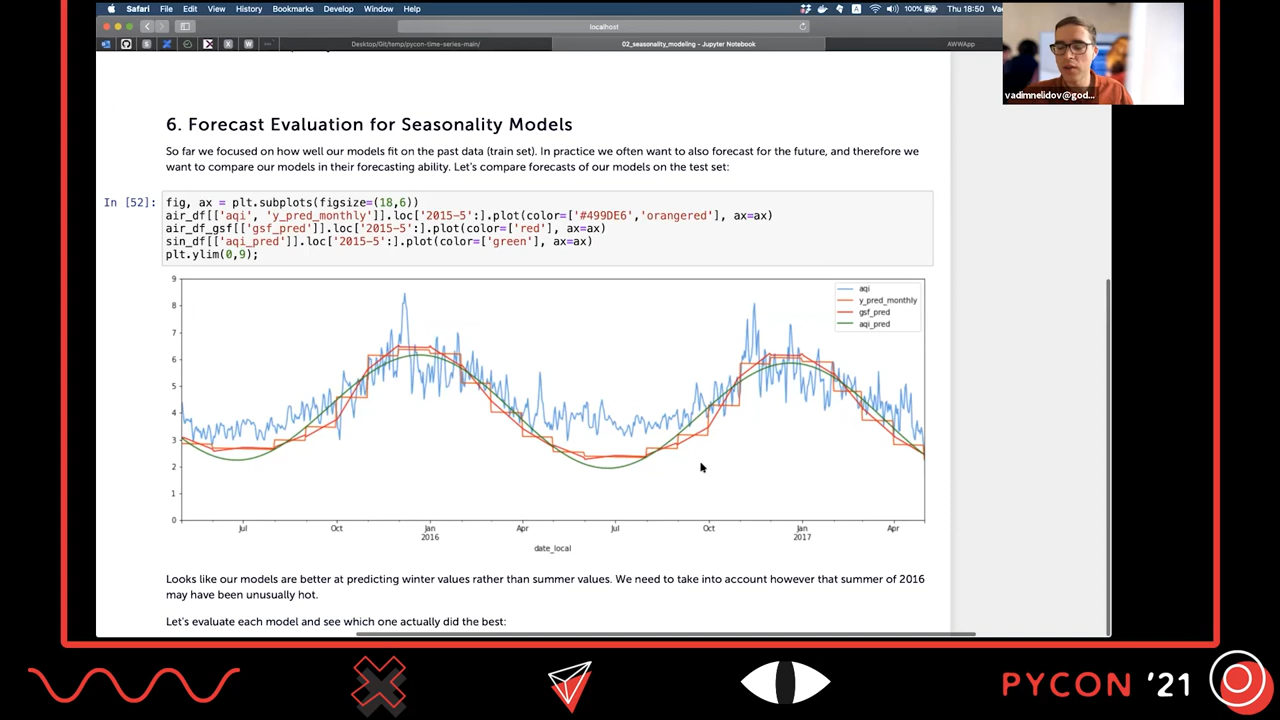 Safari File Edit View History Bookmarks Develop Window Help
A 100% Thu 18:50
localhost
Desktop/Git/temp/pycon-time-series-main/ 02_seasonality_modeling - Jupyter Notebook AWWApp
vadimnelidov@god...
6. Forecast Evaluation for Seasonality Models
So far we focused on how well our models fit on the past data (train set). In practice we often want to also forecast for the future, and therefore we
want to compare our models in their forecasting ability. Let's compare forecasts of our models on the test set:
In [52]: fig, ax = plt.subplots(figsize=(18,6))
air_df[['aqi', 'y_pred_monthly']].loc['2015-5':].plot(color=['#499DE6','orangered'], ax=ax)
air_df_gsf[['gsf_pred']].loc['2015-5':].plot(color=['red'], ax=ax)
sin_df[['aqi_pred']].loc['2015-5':].plot(color=['green'], ax=ax)
plt.ylim(0,9);
9
8
7
6
5
4
3
2
1
0
aqi
y_pred_monthly
gsf_pred
aqi_pred
Jul Oct Jan Apr Jul Oct Jan Apr
2016 2017
date_local
Looks like our models are better at predicting winter values rather than summer values. We need to take into account however that summer of 2016
may have been unusually hot.
Let's evaluate each model and see which one actually did the best:
PYCON '21